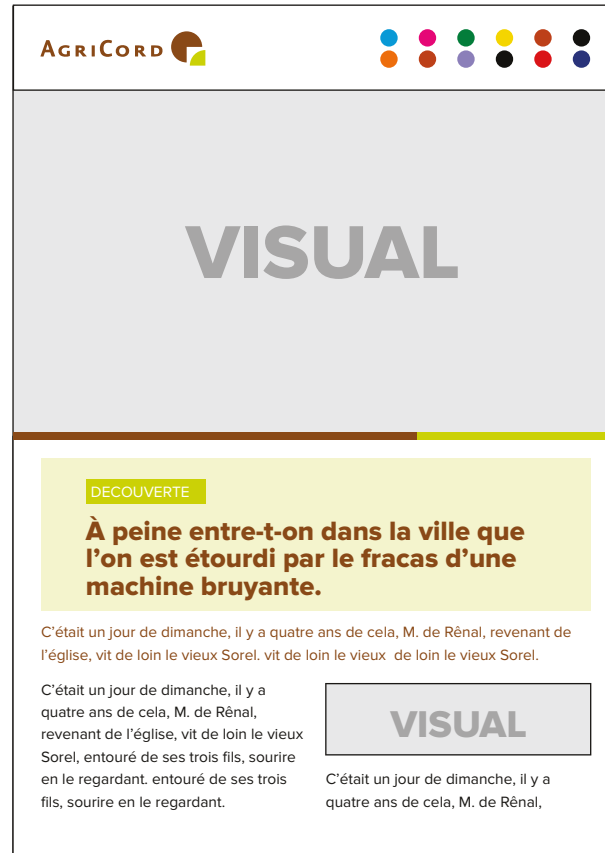 AGRICORD
VISUAL
DECOUVERTE
À peine entre-t-on dans la ville que
l’on est étourdi par le fracas d’une
machine bruyante.
C’était un jour de dimanche, il y a quatre ans de cela, M. de Rênal, revenant de
l’église, vit de loin le vieux Sorel. vit de loin le vieux  de loin le vieux Sorel.
C’était un jour de dimanche, il y a
quatre ans de cela, M. de Rênal,
revenant de l’église, vit de loin le vieux
Sorel, entouré de ses trois fils, sourire
en le regardant. entouré de ses trois
fils, sourire en le regardant.
VISUAL
C’était un jour de dimanche, il y a
quatre ans de cela, M. de Rênal,